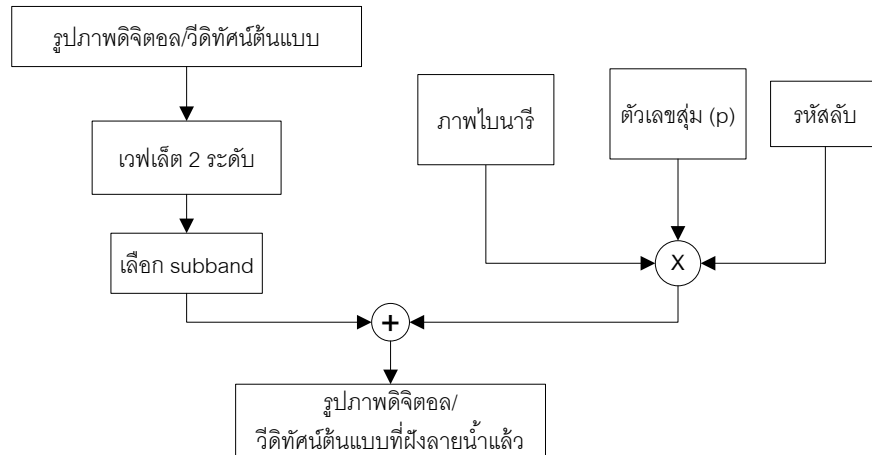 รูปภาพดิจิตอล/วีดิทัศน์ต้นแบบ
ภาพไบนารี
ตัวเลขสุ่ม (p)
รหัสลับ
เวฟเล็ต 2 ระดับ
เลือก subband
X
+
รูปภาพดิจิตอล/
วีดิทัศน์ต้นแบบที่ฝังลายน้ำแล้ว